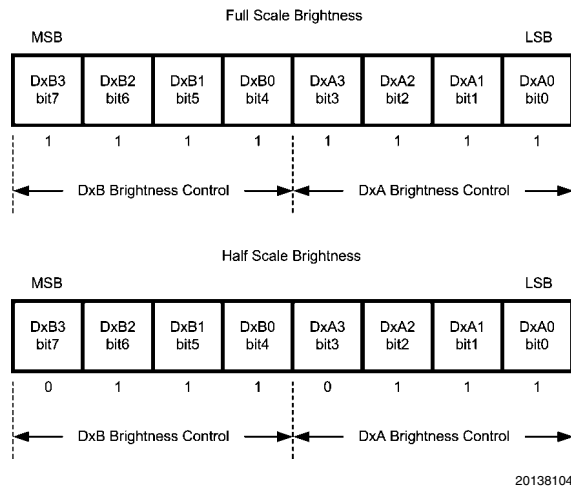 Full Scale Brightness
MSB LSB
DxB3 DxB2 DxB1 DxB0 DxA3 DxA2 DxA1 DxA0
bit7 bit6 bit5 bit4 bit3 bit2 bit1 bit0
1 1 1 1 1 1 1 1
DxB Brightness Control DxA Brightness Control
Half Scale Brightness
MSB LSB
DxB3 DxB2 DxB1 DxB0 DxA3 DxA2 DxA1 DxA0
bit7 bit6 bit5 bit4 bit3 bit2 bit1 bit0
0 1 1 1 0 1 1 1
DxB Brightness Control DxA Brightness Control
20138104